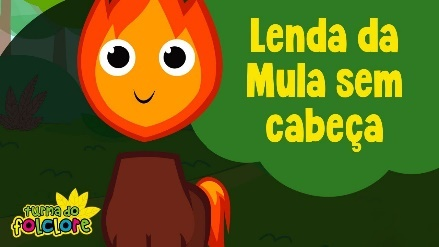 Lenda da
Mula sem
cabeça
turma do
folclore